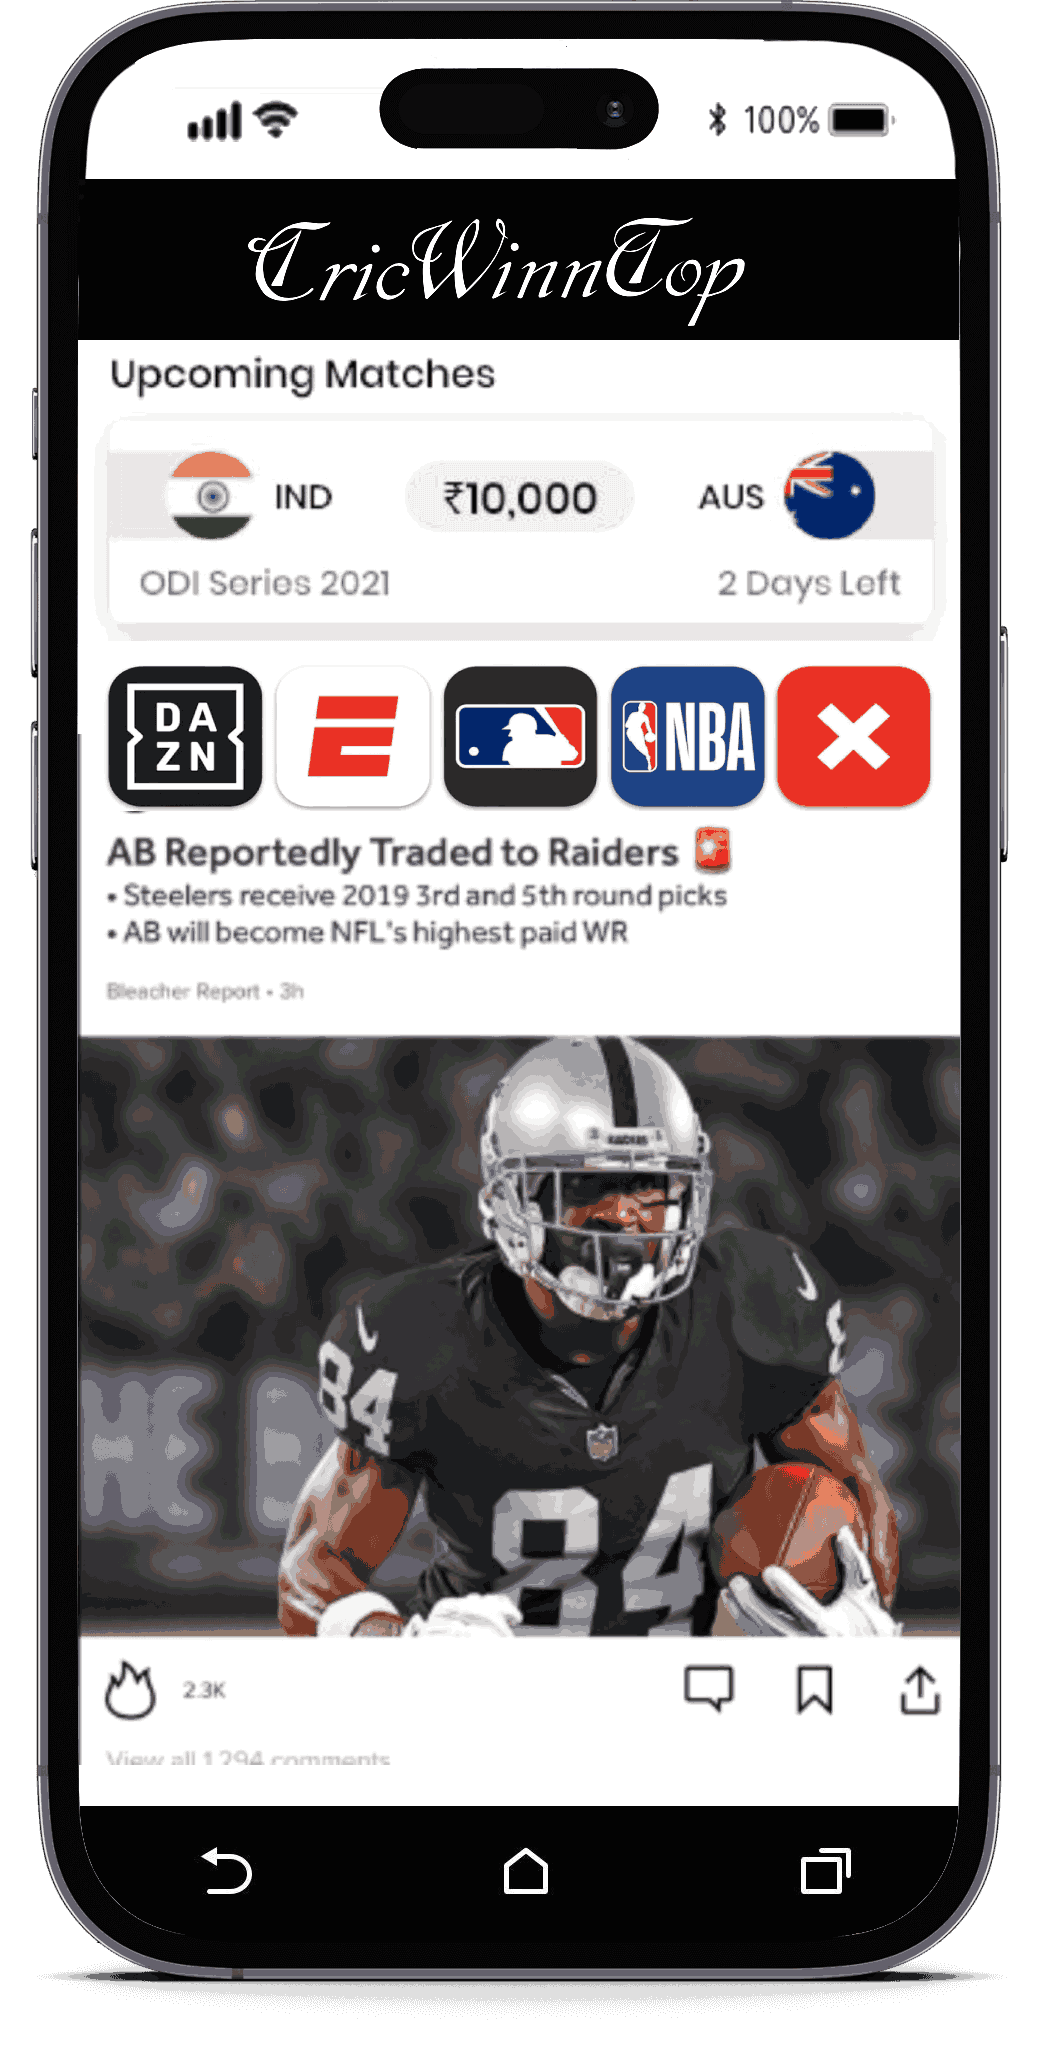 100%
CricWinnTop
Upcoming Matches
IND ₹10,000 AUS
ODI Series 2021 2 Days Left
DA
ZN
NBA
AB Reportedly Traded to Raiders
• Steelers receive 2019 3rd and 5th round picks
• AB will become NFL's highest paid WR
Bleacher Report • 3h
RAIDERS
84
84
2.3K
View all 1294 comments